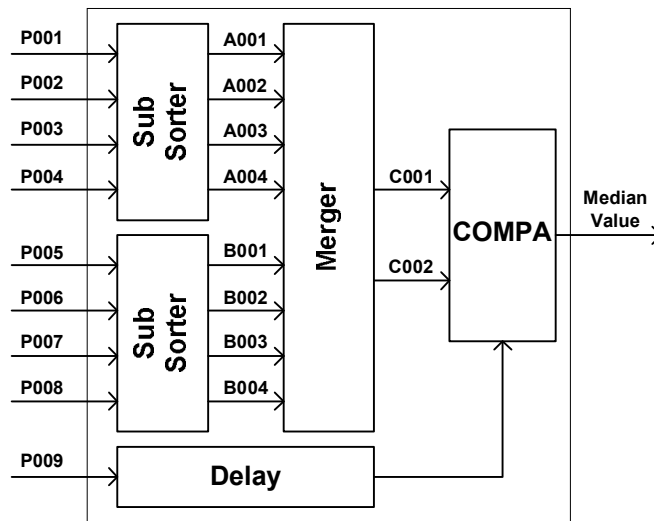 P001
P002
P003
P004
Sub
Sorter
A001
A002
A003
A004
P005
P006
P007
P008
Sub
Sorter
B001
B002
B003
B004
Merger
C001
C002
COMPA
Median
Value
P009
Delay